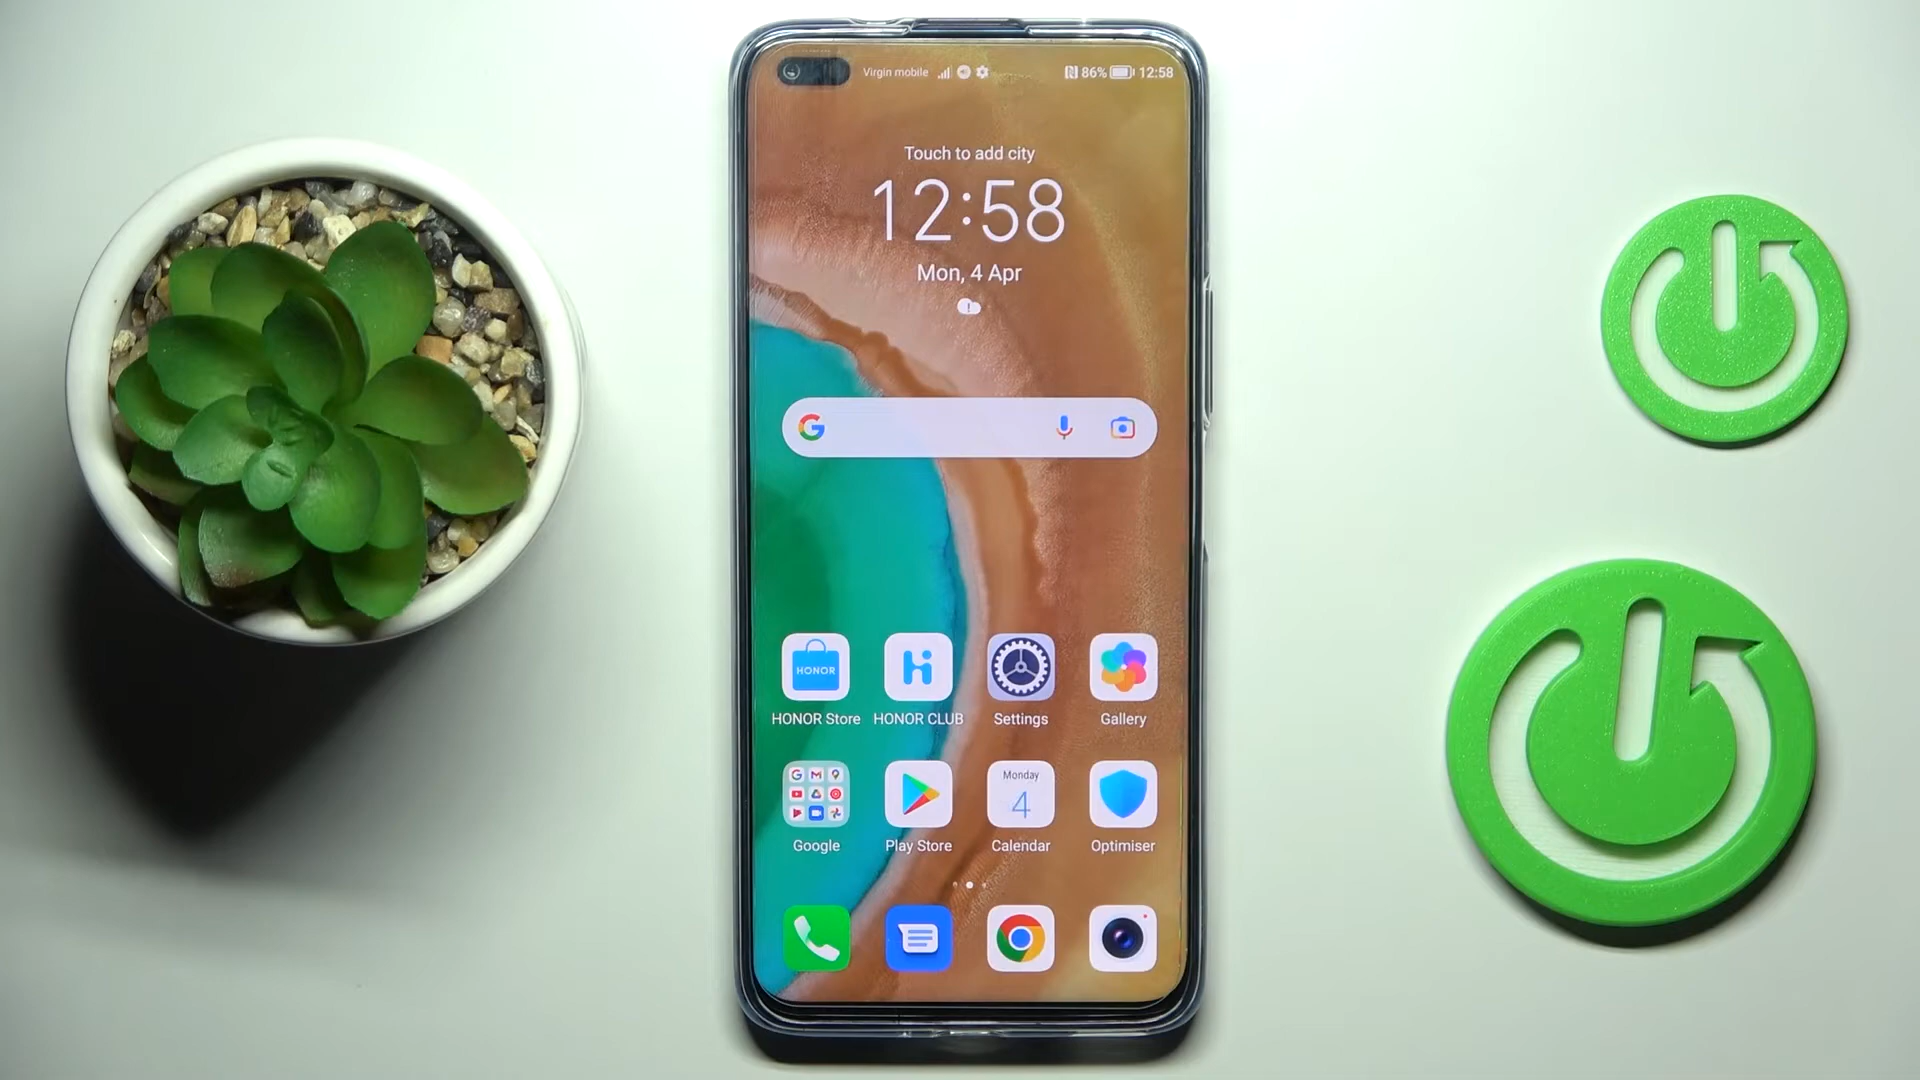 Virgin mobile 86% 12:58
Touch to add city
12:58
Mon, 4 Apr
HONOR
HONOR Store HONOR CLUB Settings Gallery
Monday
4
Google Play Store Calendar Optimiser